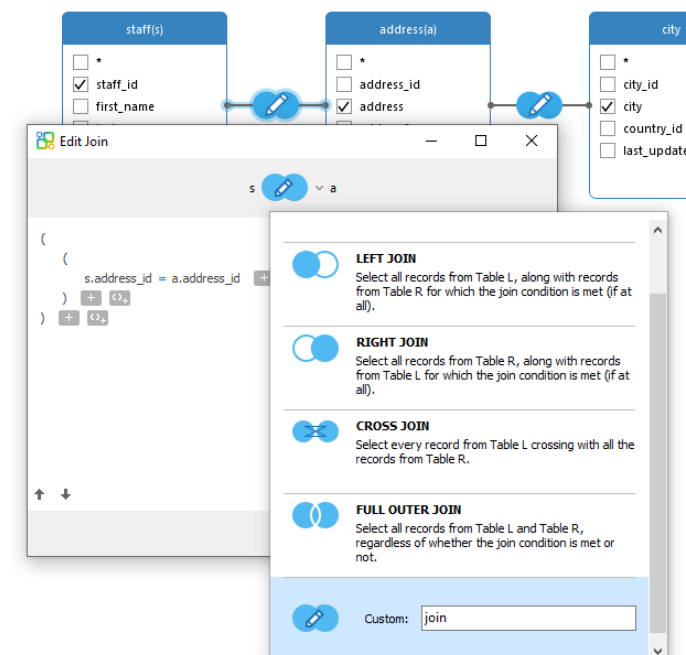 staff(s)
*
staff_id
first_name
address(a)
*
address_id
address
city
*
city_id
city
country_id
last_update
Edit Join
s
a
(
(
s.address_id = a.address_id
)
)
LEFT JOIN
Select all records from Table L, along with records
from Table R for which the join condition is met (if at
all).
RIGHT JOIN
Select all records from Table R, along with records
from Table L for which the join condition is met (if at
all).
CROSS JOIN
Select every record from Table L crossing with all the
records from Table R.
FULL OUTER JOIN
Select all records from Table L and Table R,
regardless of whether the join condition is met or
not.
Custom: join